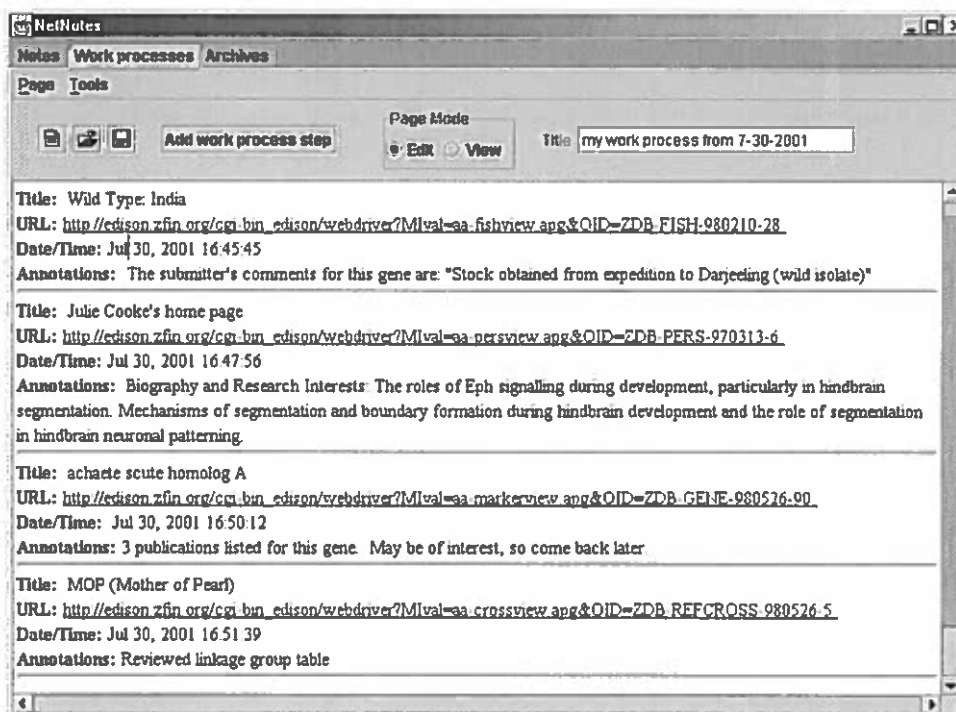 NetNotes
Notes Work processes Archives
Page Tools
Page Mode
Add work process step Edit View Title my work process from 7-30-2001
Title: Wild Type: India
URL: http://edison.zfin.org/cgi-bin_edison/webdriver?MIval=aa-fishview.apg&OID=ZDB-FISH-980210-28
Date/Time: Jul 30, 2001 16:45:45
Annotations: The submitter's comments for this gene are: "Stock obtained from expedition to Darjeeling (wild isolate)"
Title: Julie Cooke's home page
URL: http://edison.zfin.org/cgi-bin_edison/webdriver?MIval=aa-persview.apg&OID=ZDB-PERS-970313-6
Date/Time: Jul 30, 2001 16:47:56
Annotations: Biography and Research Interests: The roles of Eph signalling during development, particularly in hindbrain
segmentation. Mechanisms of segmentation and boundary formation during hindbrain development and the role of segmentation
in hindbrain neuronal patterning.
Title: achaete scute homolog A
URL: http://edison.zfin.org/cgi-bin_edison/webdriver?MIval=aa-markerview.apg&OID=ZDB-GENE-980526-90
Date/Time: Jul 30, 2001 16:50:12
Annotations: 3 publications listed for this gene. May be of interest, so come back later
Title: MOP (Mother of Pearl)
URL: http://edison.zfin.org/cgi-bin_edison/webdriver?MIval=aa-crossview.apg&OID=ZDB-REFCROSS-980526-5
Date/Time: Jul 30, 2001 16:51:39
Annotations: Reviewed linkage group table